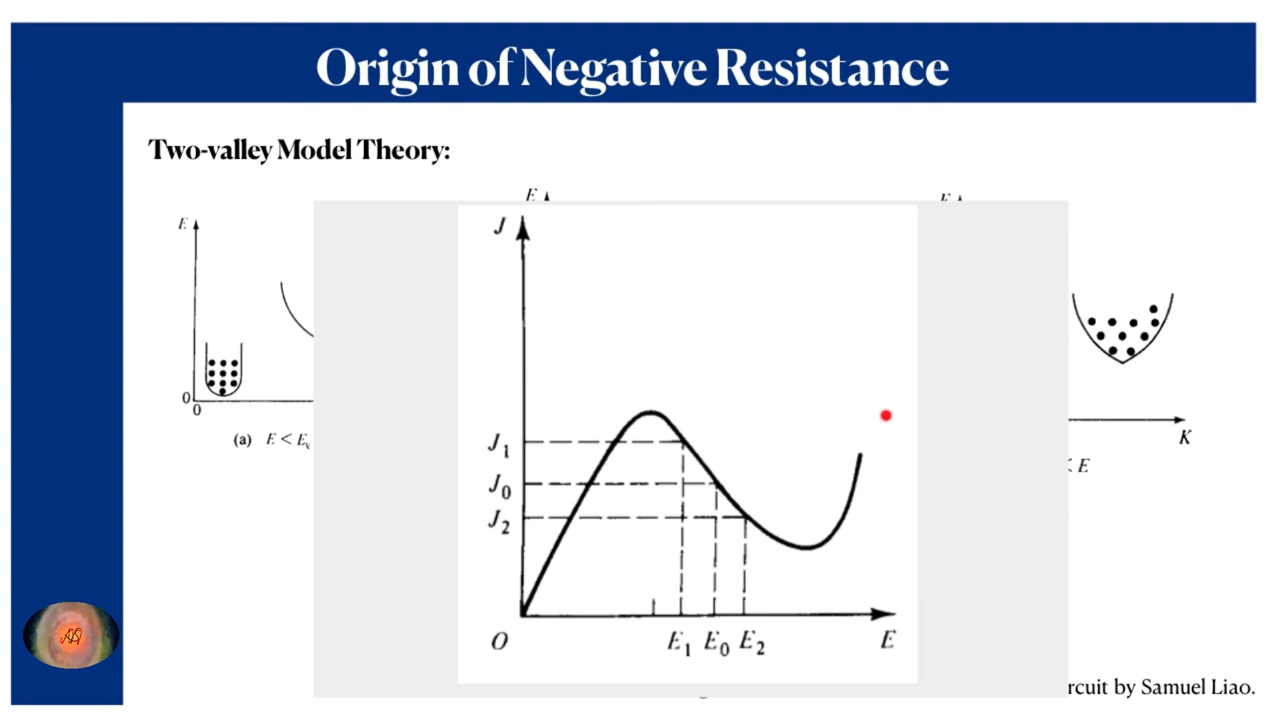 Origin of Negative Resistance
Two-valley Model Theory:
E
E
J
0
0
(a) E < E
J1
J0
J2
O
E1 E0 E2
E
K
E
rcuit by Samuel Liao.